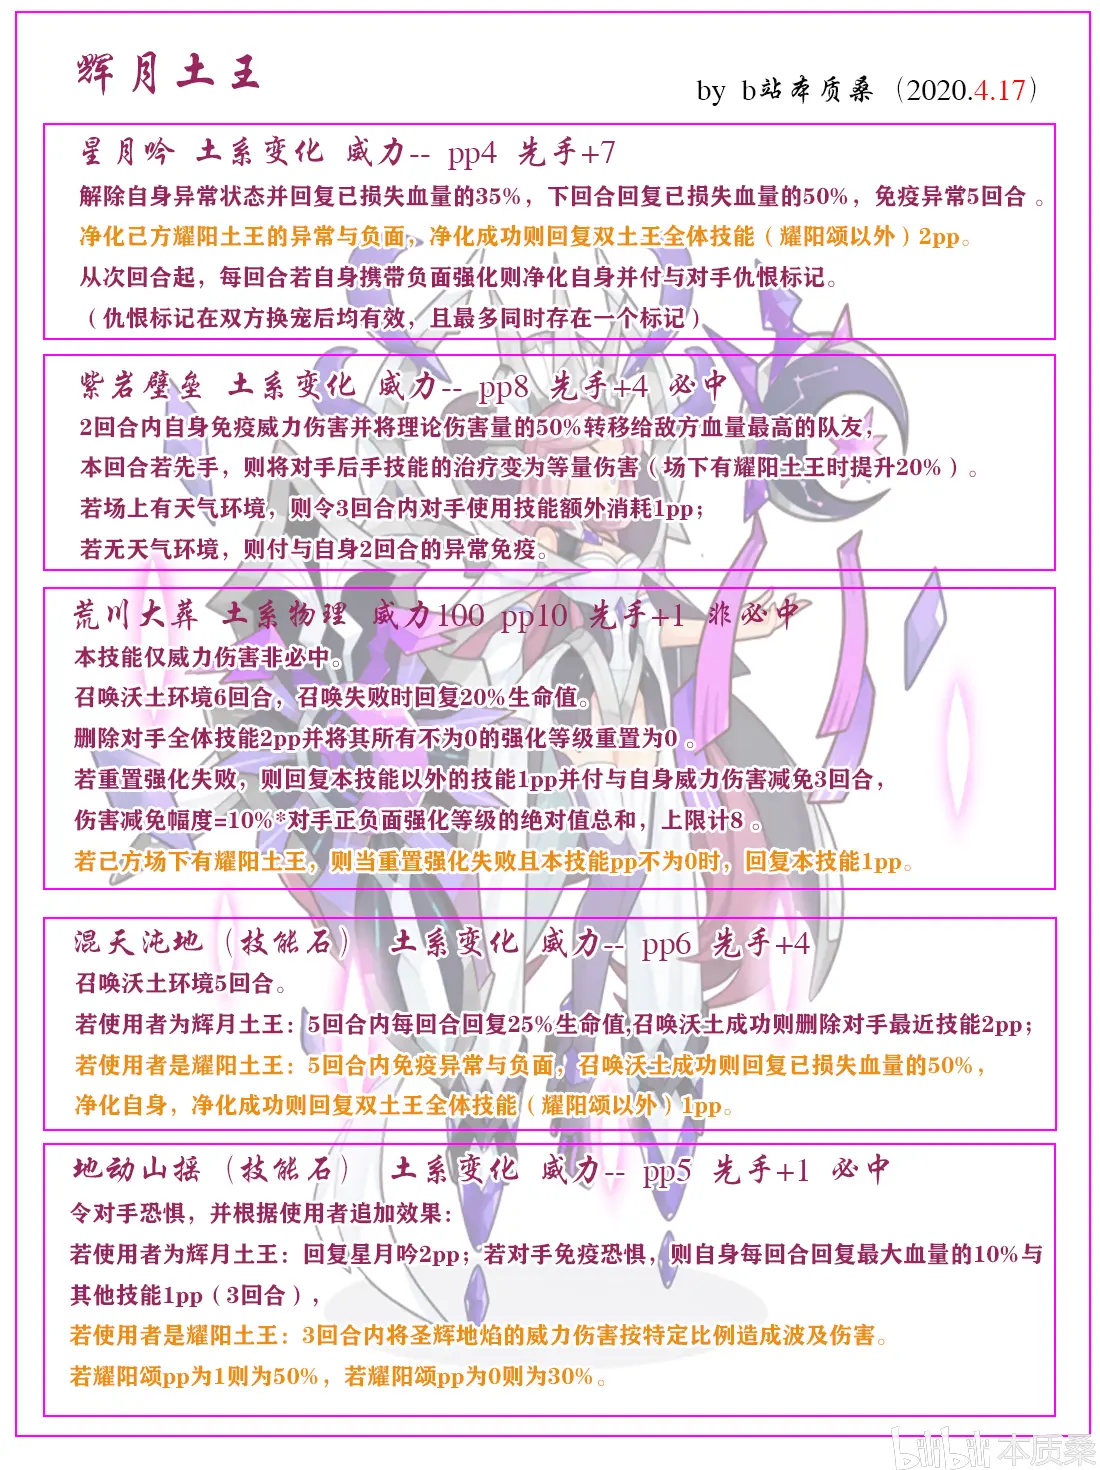 辉月土王
by b站本质桑（2020.4.17）
星月吟 土系变化 威力-- pp4 先手+7
解除自身异常状态并回复已损失血量的35%，下回合回复已损失血量的50%，免疫异常5回合 。
净化己方耀阳土王的异常与负面，净化成功则回复双土王全体技能（耀阳颂以外）2pp。
从次回合起，每回合若自身携带负面强化则净化自身并付与对手仇恨标记。
（仇恨标记在双方换宠后均有效，且最多同时存在一个标记）
紫岩壁垒 土系变化 威力-- pp8 先手+4 必中
2回合内自身免疫威力伤害并将理论伤害量的50%转移给敌方血量最高的队友，
本回合若先手，则将对手后手技能的治疗变为等量伤害（场下有耀阳土王时提升20%）。
若场上有天气环境，则令3回合内对手使用技能额外消耗1pp；
若无天气环境，则付与自身2回合的异常免疫。
荒川大葬 土系物理 威力100 pp10 先手+1 非必中
本技能仅威力伤害非必中。
召唤沃土环境6回合，召唤失败时回复20%生命值。
删除对手全体技能2pp并将其所有不为0的强化等级重置为0 。
若重置强化失败，则回复本技能以外的技能1pp并付与自身威力伤害减免3回合，
伤害减免幅度=10%*对手正负面强化等级的绝对值总和，上限计8 。
若己方场下有耀阳土王，则当重置强化失败且本技能pp不为0时，回复本技能1pp。
混天沌地（技能石） 土系变化 威力-- pp6 先手+4
召唤沃土环境5回合。
若使用者为辉月土王：5回合内每回合回复25%生命值,召唤沃土成功则删除对手最近技能2pp；
若使用者是耀阳土王：5回合内免疫异常与负面，召唤沃土成功则回复已损失血量的50%，
净化自身，净化成功则回复双土王全体技能（耀阳颂以外）1pp。
地动山摇（技能石） 土系变化 威力-- pp5 先手+1 必中
令对手恐惧，并根据使用者追加效果：
若使用者为辉月土王：回复星月吟2pp；若对手免疫恐惧，则自身每回合回复最大血量的10%与
其他技能1pp（3回合），
若使用者是耀阳土王：3回合内将圣辉地焰的威力伤害按特定比例造成波及伤害。
若耀阳颂pp为1则为50%，若耀阳颂pp为0则为30%。
bilibili 本质桑